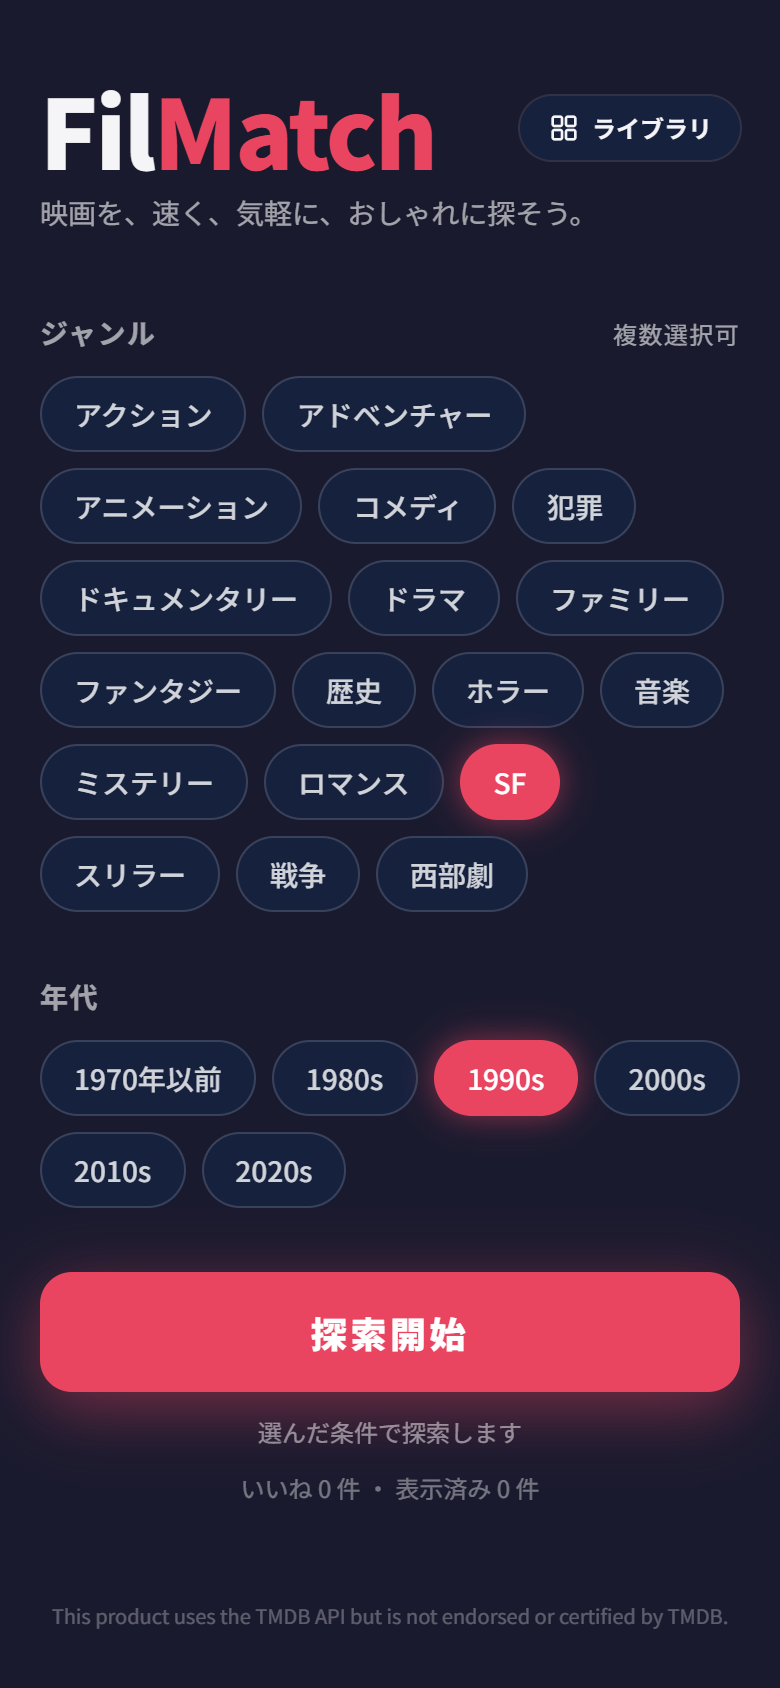 FilMatch
ライブラリ
映画を、速く、気軽に、おしゃれに探そう。
ジャンル
複数選択可
アクション アドベンチャー
アニメーション コメディ 犯罪
ドキュメンタリー ドラマ ファミリー
ファンタジー 歴史 ホラー 音楽
ミステリー ロマンス SF
スリラー 戦争 西部劇
年代
1970年以前 1980s 1990s 2000s
2010s 2020s
探索開始
選んだ条件で探索します
いいね 0 件 ・ 表示済み 0 件
This product uses the TMDB API but is not endorsed or certified by TMDB.